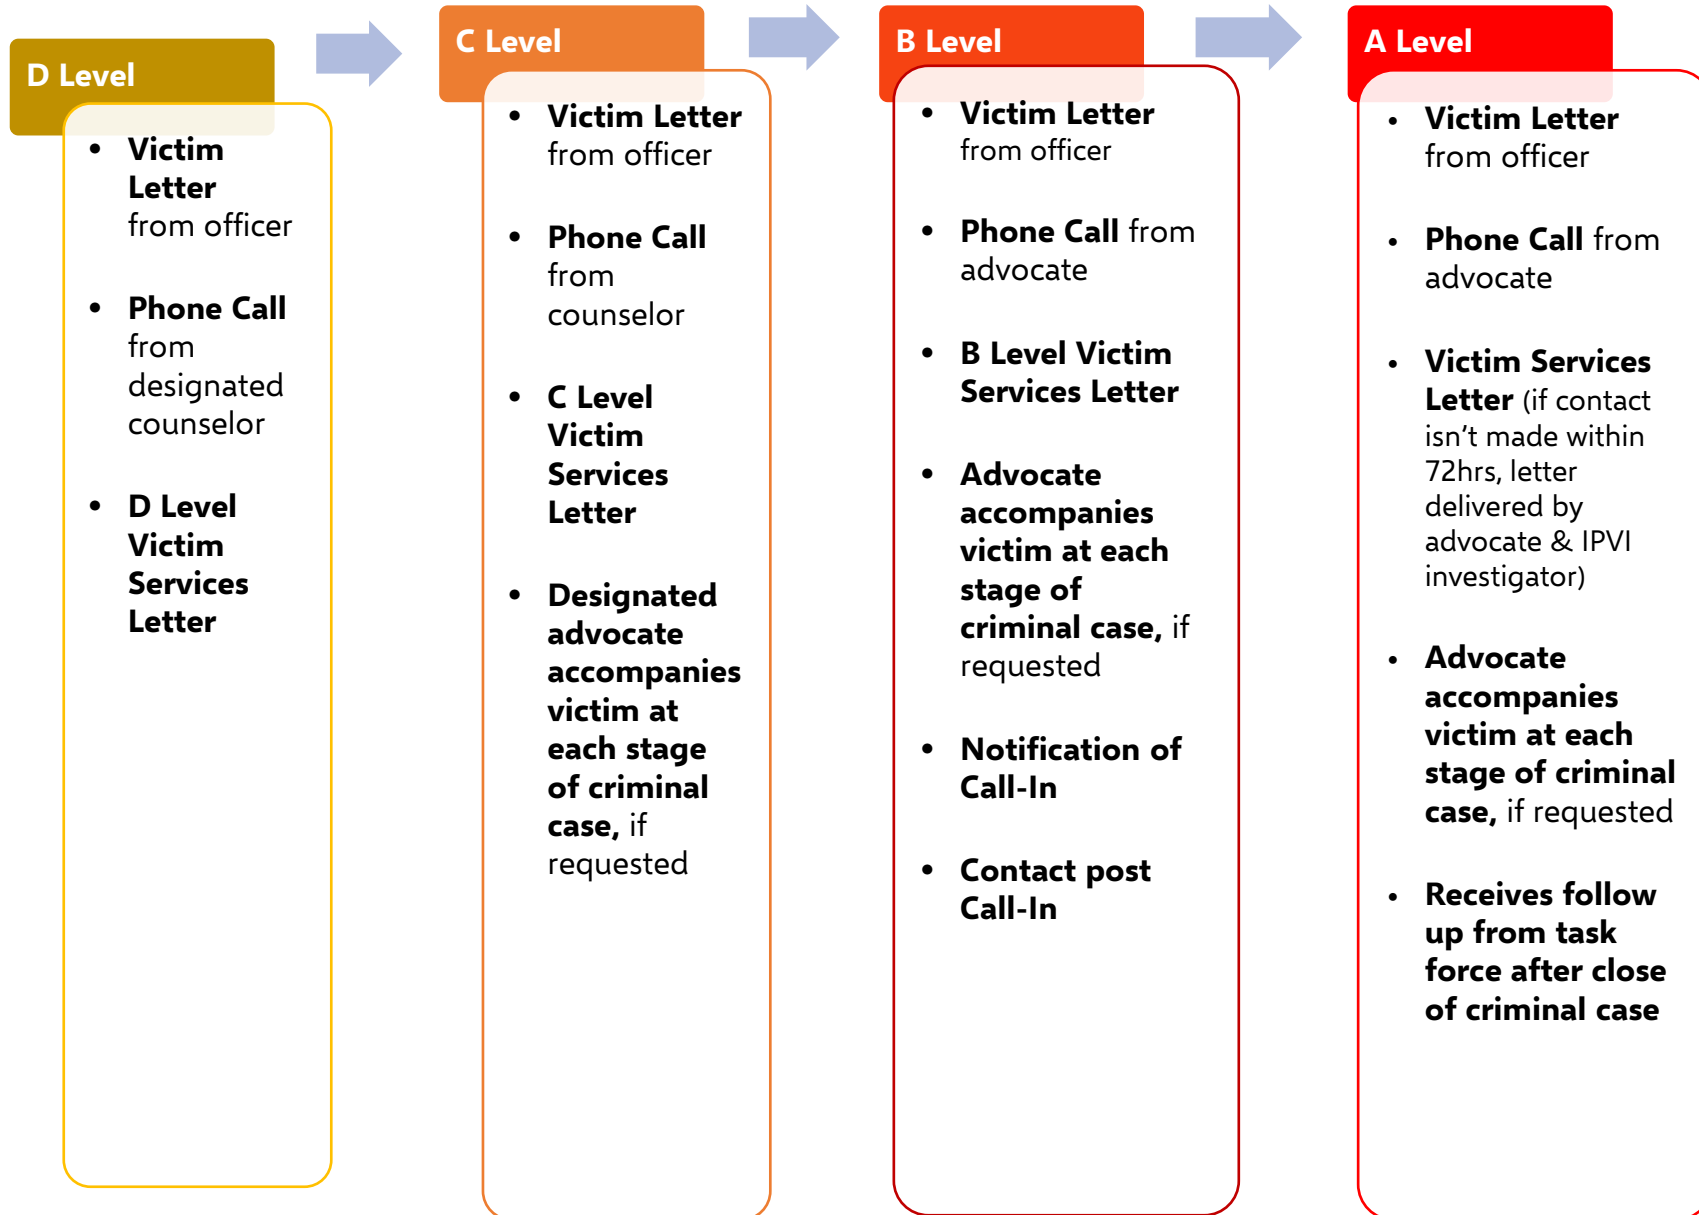 D Level
• Victim
Letter
from officer
• Phone Call
from
designated
counselor
• D Level
Victim
Services
Letter
C Level
• Victim Letter
from officer
• Phone Call
from
counselor
• C Level
Victim
Services
Letter
• Designated
advocate
accompanies
victim at
each stage
of criminal
case, if
requested
B Level
• Victim Letter
from officer
• Phone Call from
advocate
• B Level Victim
Services Letter
• Advocate
accompanies
victim at each
stage of
criminal case, if
requested
• Notification of
Call-In
• Contact post
Call-In
A Level
• Victim Letter
from officer
• Phone Call from
advocate
• Victim Services
Letter (if contact
isn't made within
72hrs, letter
delivered by
advocate & IPVI
investigator)
• Advocate
accompanies
victim at each
stage of criminal
case, if requested
• Receives follow
up from task
force after close
of criminal case